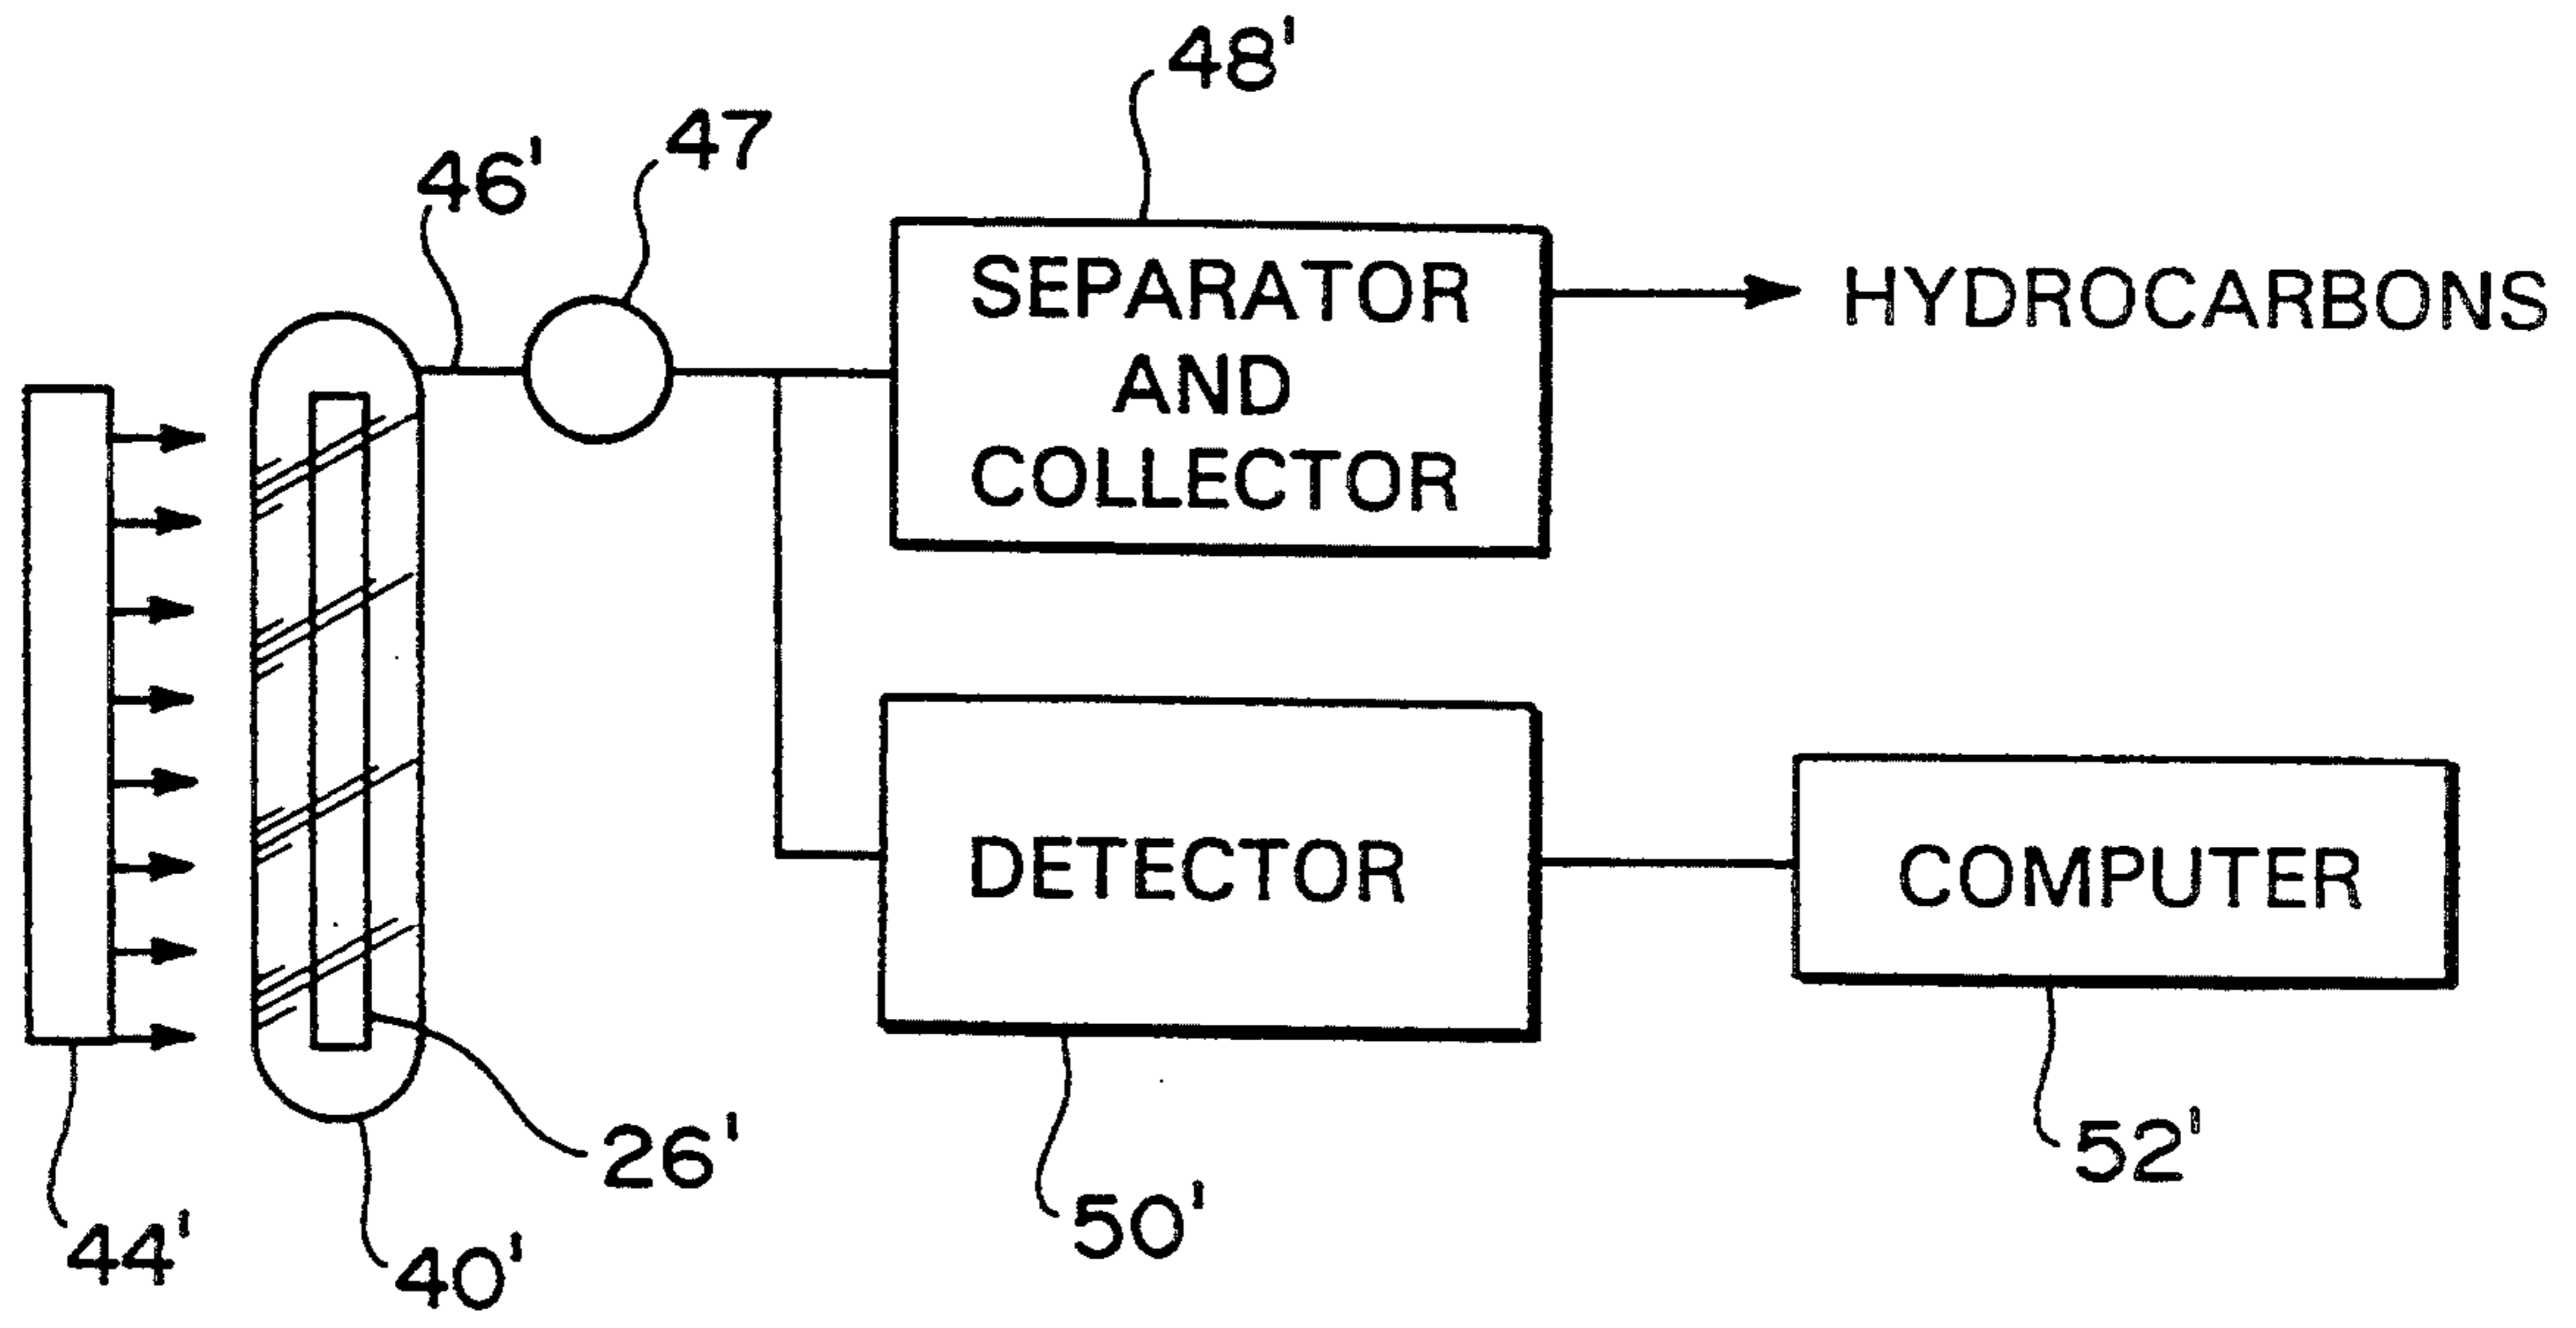 48'
47
46'
SEPARATOR
AND
COLLECTOR
HYDROCARBONS
DETECTOR
COMPUTER
26'
52'
50'
44'
40'